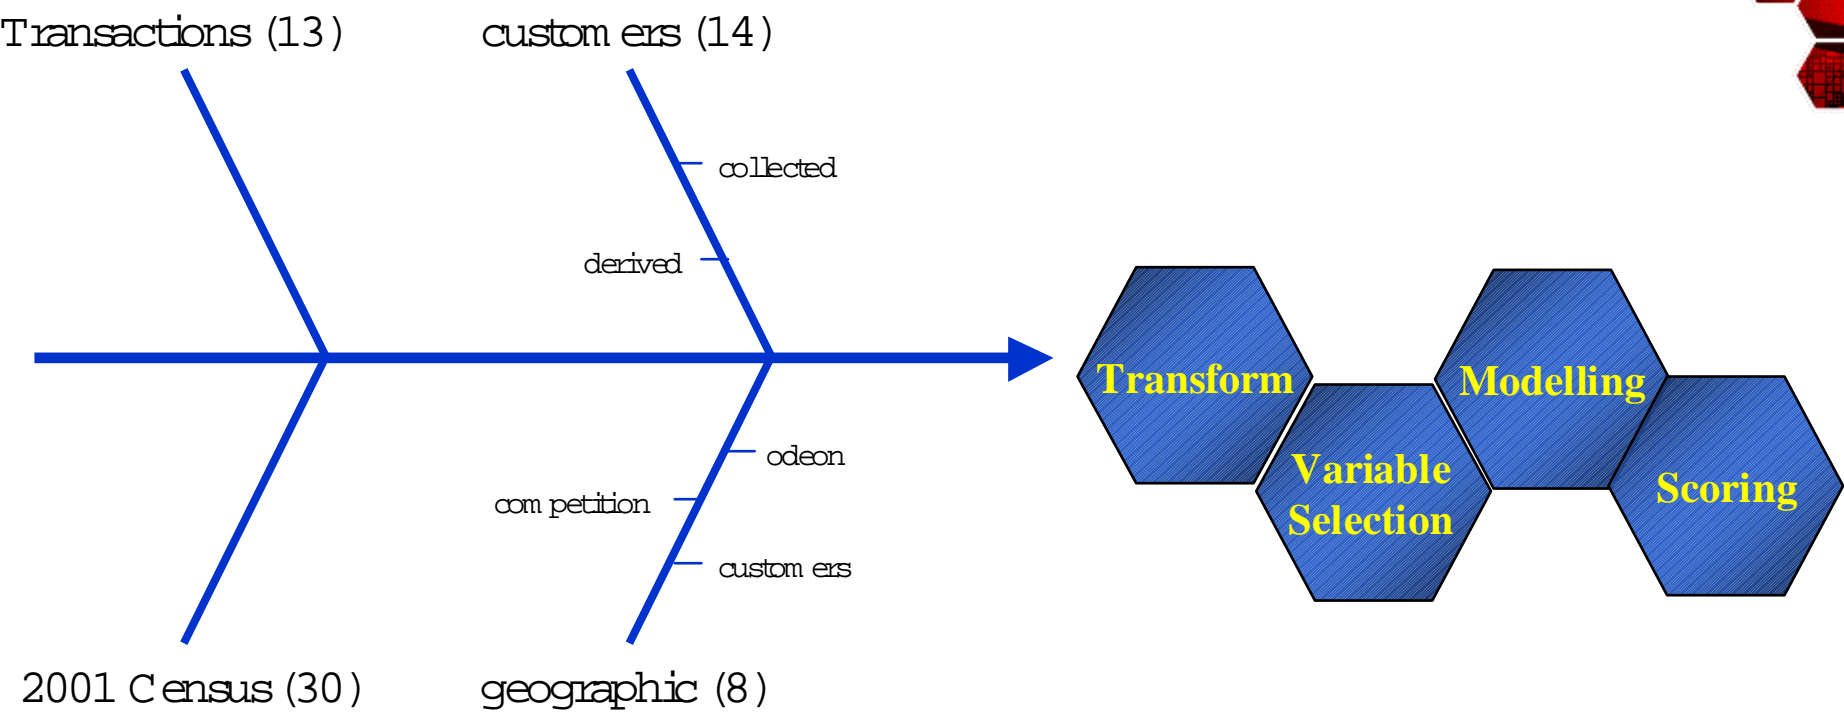 Transactions (13)
customers (14)
collected
derived
Transform
Modelling
Variable
Selection
Scoring
odeon
competition
customers
2001 Census (30)
geographic (8)